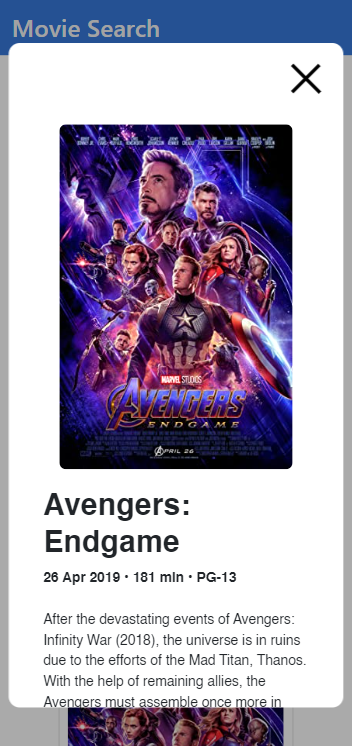 Movie Search
MARVEL STUDIOS
AVENGERS
ENDGAME
APRIL 26
Avengers:
Endgame
26 Apr 2019 • 181 min • PG-13
After the devastating events of Avengers:
Infinity War (2018), the universe is in ruins
due to the efforts of the Mad Titan, Thanos.
With the help of remaining allies, the
Avengers must assemble once more in